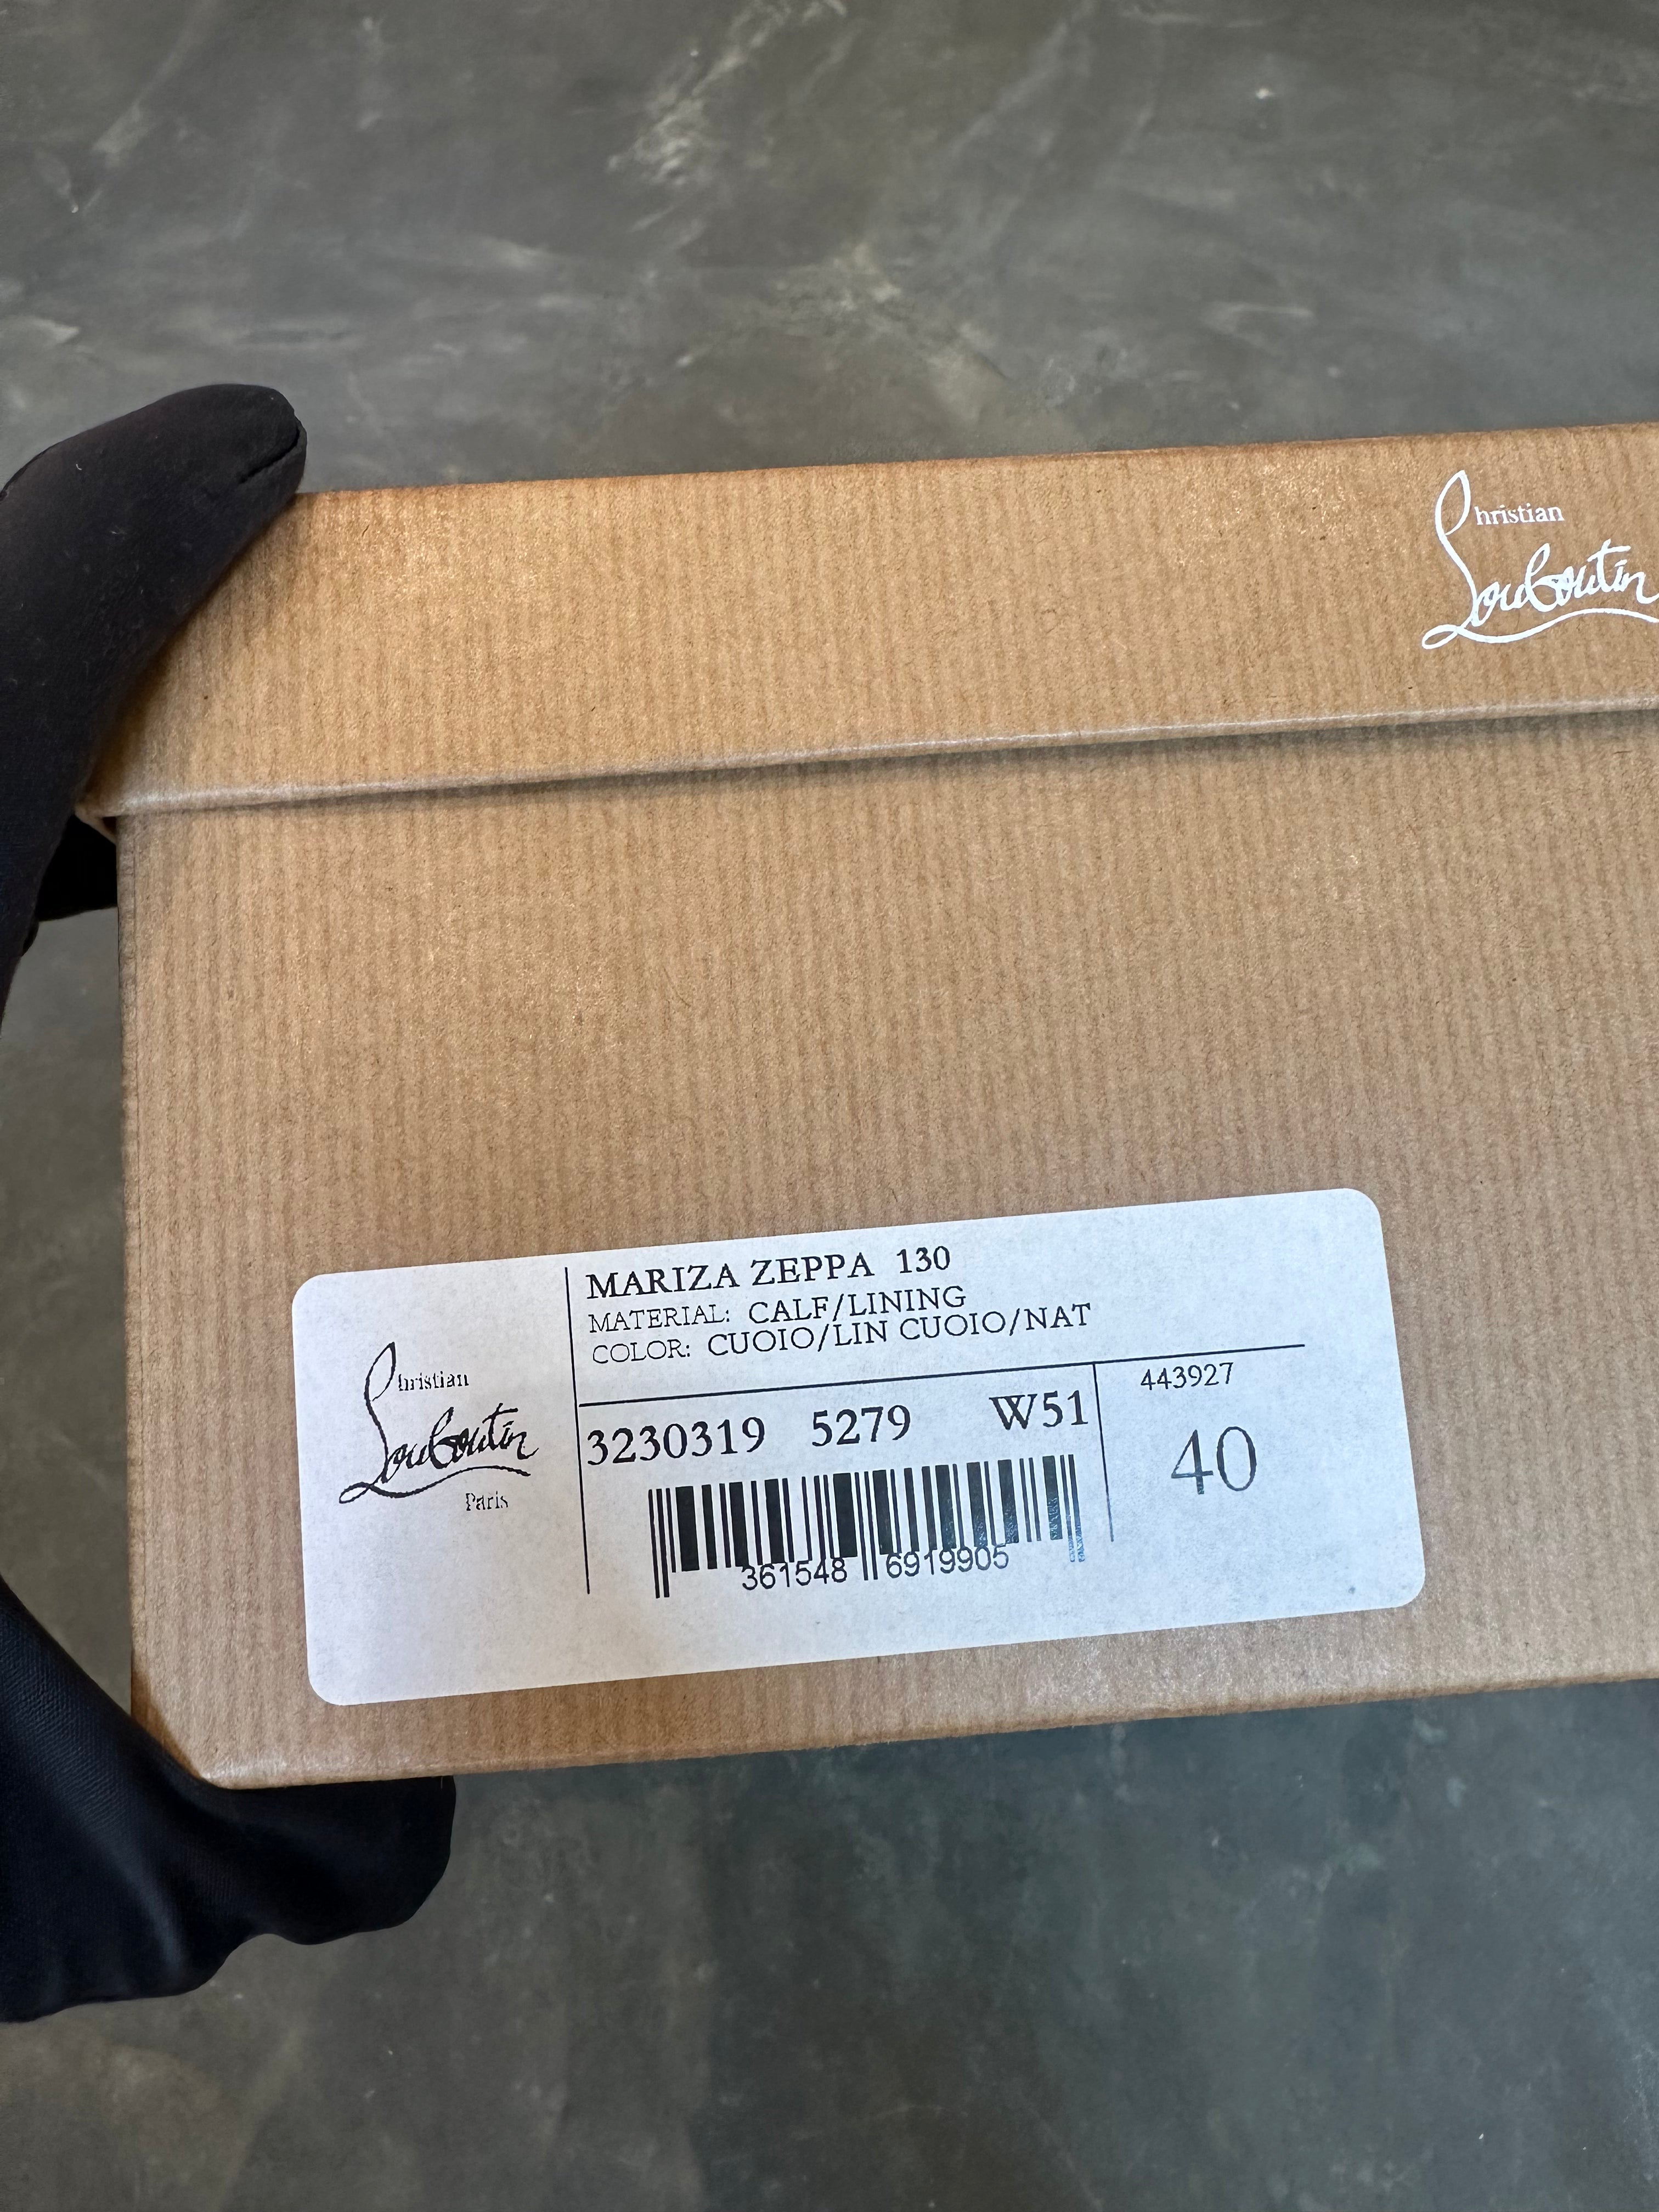 Christian
Louboutin
MARIZA ZEPPA 130
MATERIAL: CALF/LINING
COLOR: CUOIO/LIN CUOIO/NAT
Christian
Louboutin
Paris
3230319 5279 W51
443927
40
361548 6919905